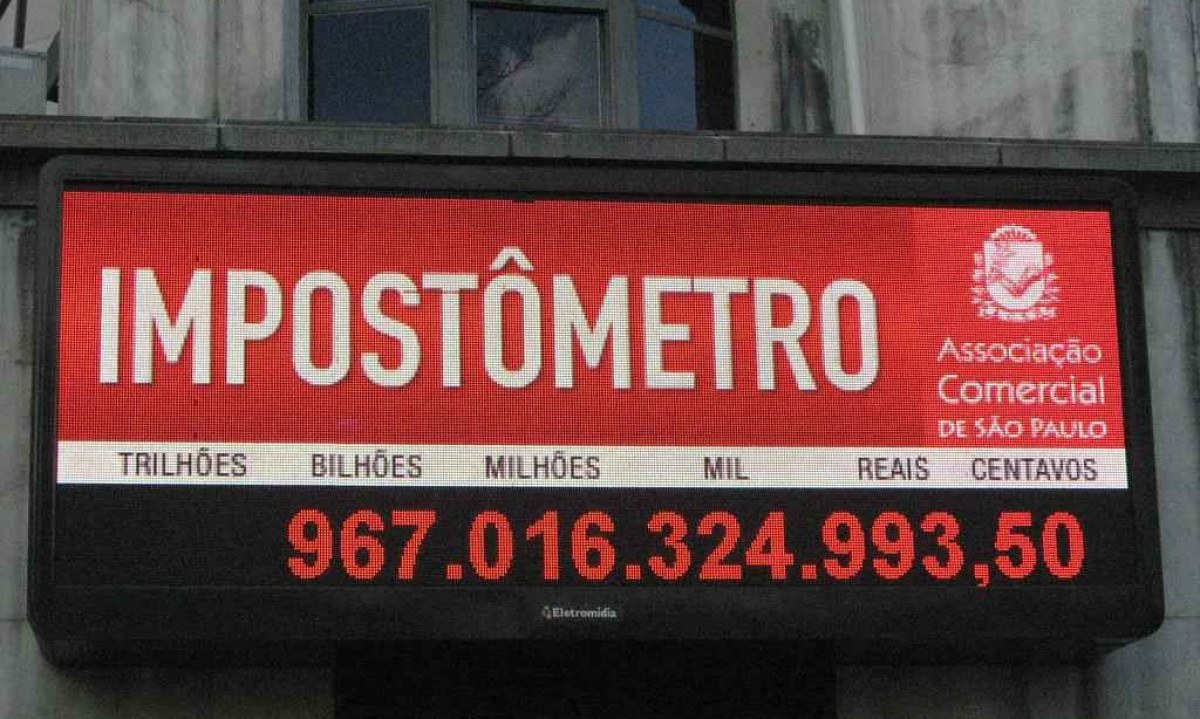 IMPOSTÔMETRO
Associação
Comercial
DE SÃO PAULO
TRILHÕES BILHÕES MILHÕES MIL REAIS CENTAVOS
967.016.324.993,50
Eletromidia